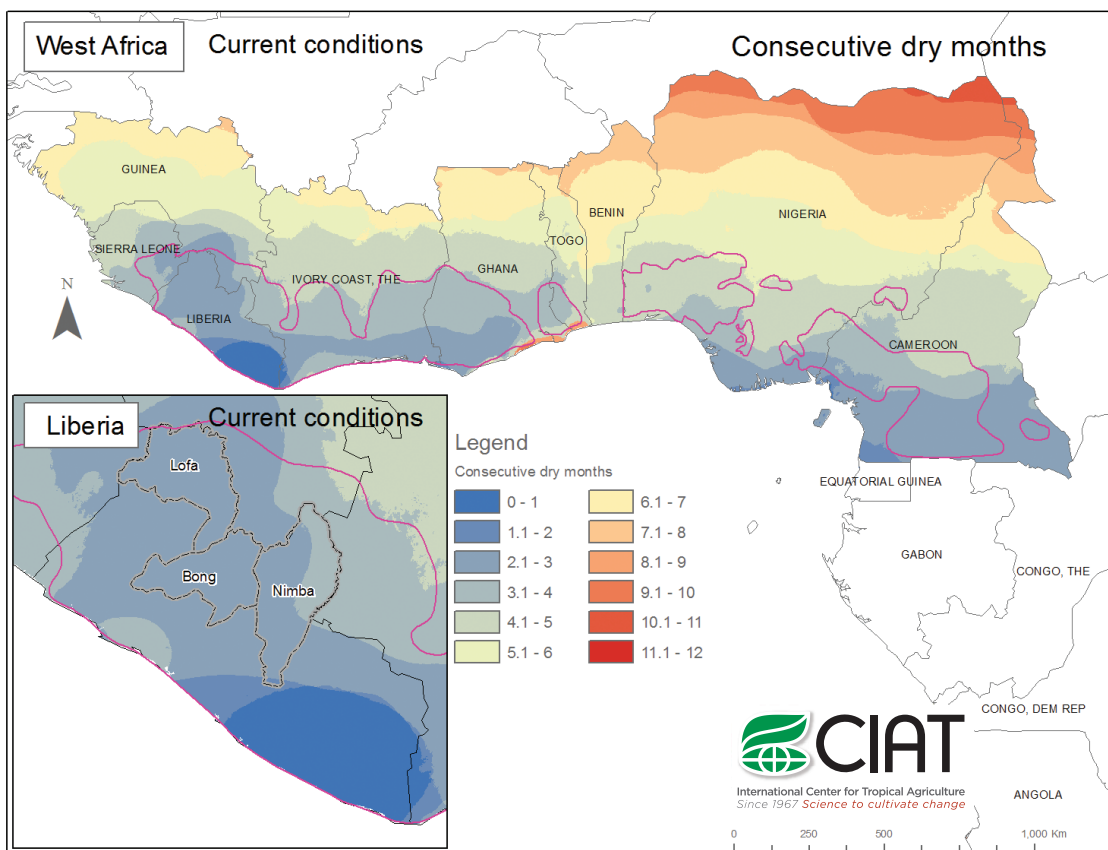 West Africa
Current conditions
Consecutive dry months
GUINEA
SIERRA LEONE
LIBERIA
IVORY COAST, THE
GHANA
TOGO
BENIN
NIGERIA
CAMEROON
N
EQUATORIAL GUINEA
GABON
CONGO, THE
CONGO, DEM REP
ANGOLA
Liberia
Current conditions
Lofa
Bong
Nimba
Legend
Consecutive dry months
0 - 1
1.1 - 2
2.1 - 3
3.1 - 4
4.1 - 5
5.1 - 6
6.1 - 7
7.1 - 8
8.1 - 9
9.1 - 10
10.1 - 11
11.1 - 12
CIAT
International Center for Tropical Agriculture
Since 1967 Science to cultivate change
0 250 500 1,000 Km